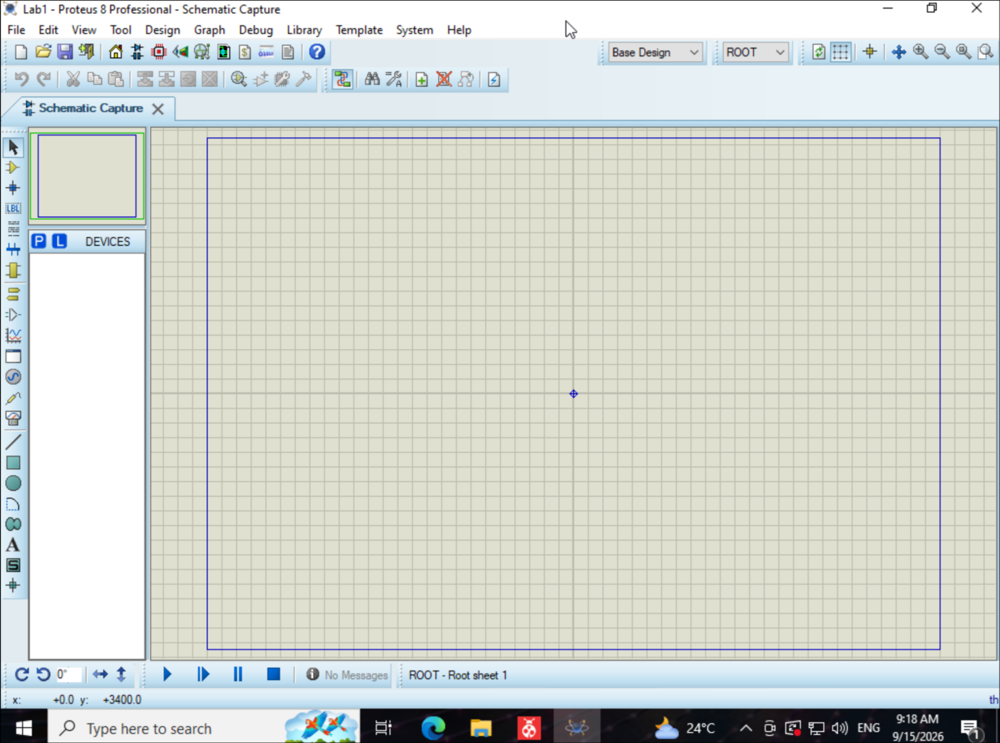 Lab1 - Proteus 8 Professional - Schematic Capture
File Edit View Tool Design Graph Debug Library Template System Help
Base Design ROOT
Schematic Capture
LBL
P L DEVICES
A
S
0° No Messages ROOT - Root sheet 1
x: +0.0 y: +3400.0 th
Type here to search 24°C ENG 9:18 AM
9/15/2026
1